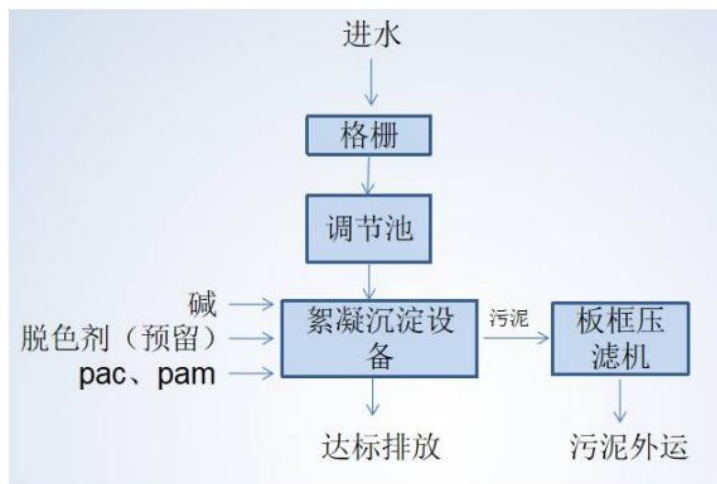 进水
格栅
调节池
碱
脱色剂（预留）
pac、pam
絮凝沉淀设
备
污泥
板框压
滤机
达标排放
污泥外运